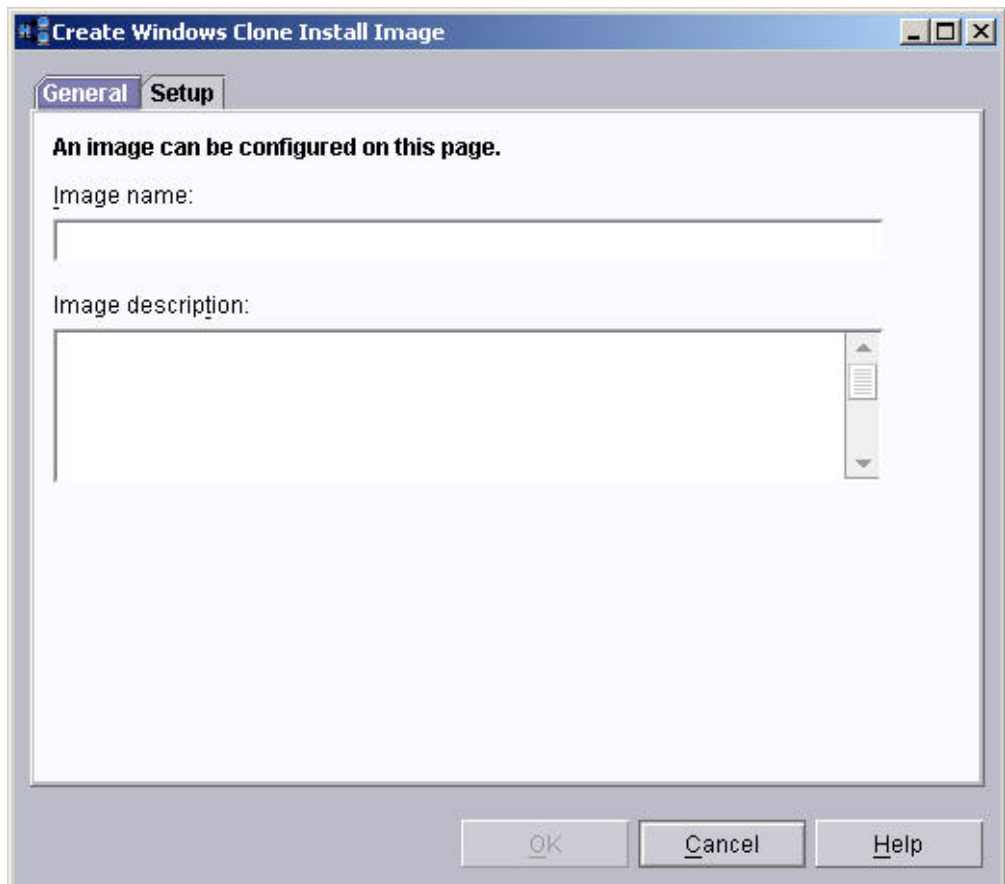 Create Windows Clone Install Image
General Setup
An image can be configured on this page.
Image name:
Image description:
OK Cancel Help